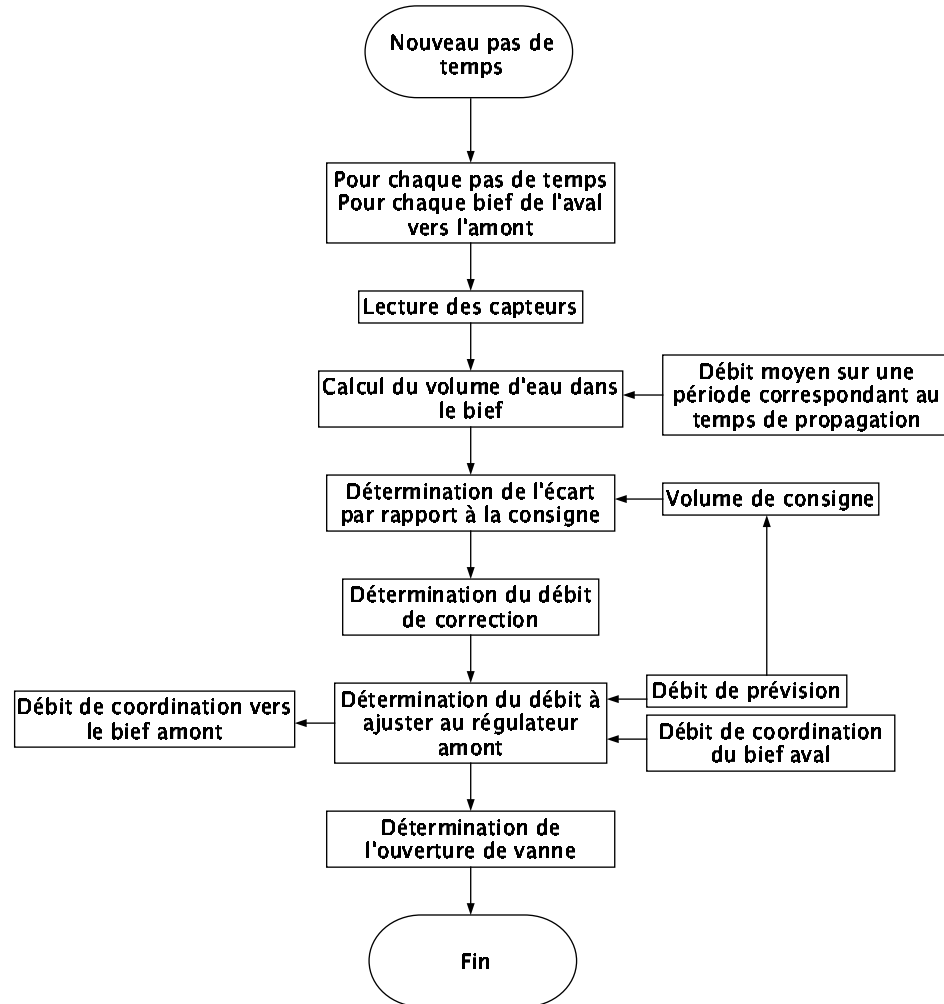 Nouveau pas de
temps
Pour chaque pas de temps
Pour chaque bief de l'aval
vers l'amont
Lecture des capteurs
Calcul du volume d'eau dans
le bief
Débit moyen sur une
période correspondant au
temps de propagation
Détermination de l'écart
par rapport à la consigne
Volume de consigne
Détermination du débit
de correction
Débit de coordination vers
le bief amont
Détermination du débit à
ajuster au régulateur
amont
Débit de prévision
Débit de coordination
du bief aval
Détermination de
l'ouverture de vanne
Fin